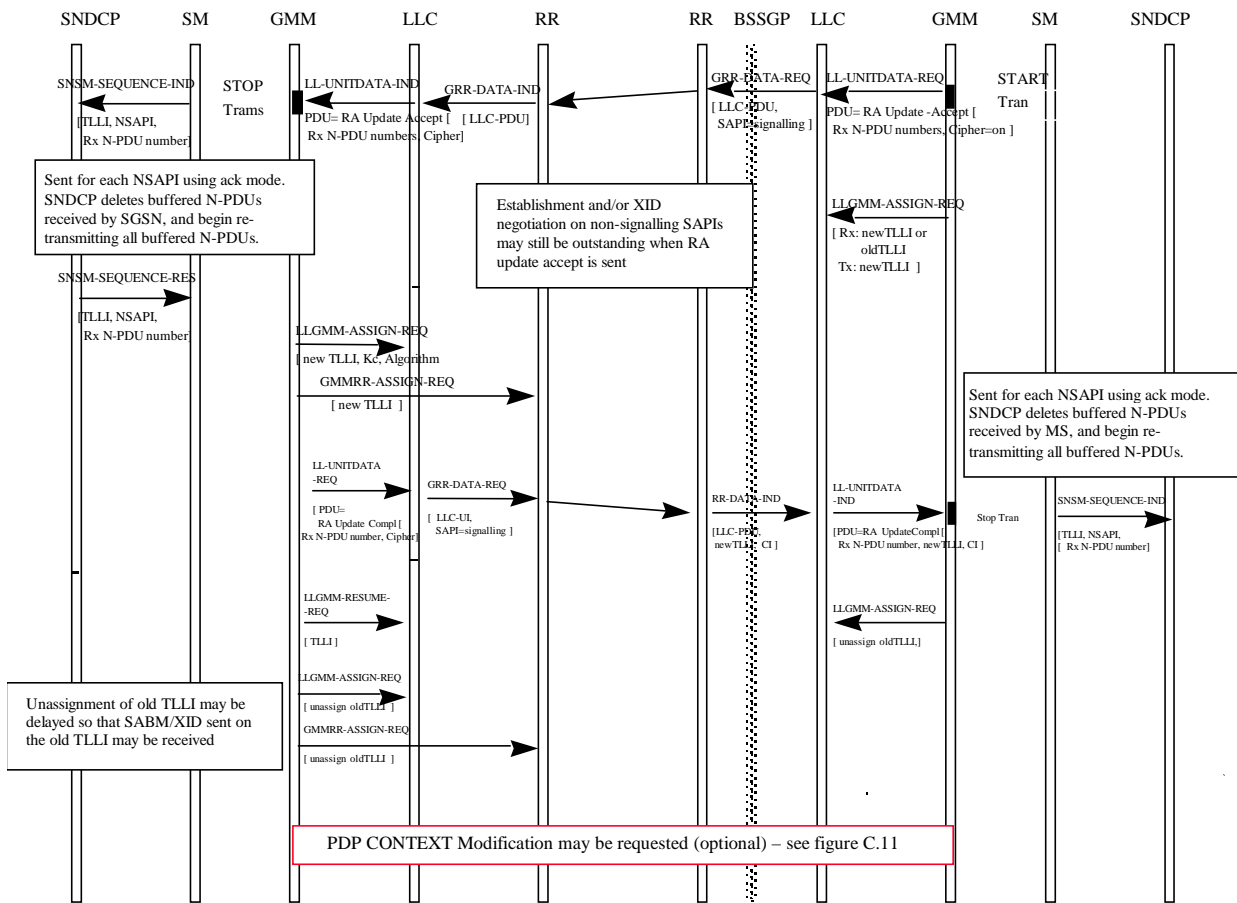 SNDCP SM GMM LLC RR RR BSSGP LLC GMM SM SNDCP
SNSM-SEQUENCE-IND
[TLLI, NSAPI,
Rx N-PDU number]
STOP
Trams
LL-UNITDATA-IND
PDU= RA Update Accept [
Rx N-PDU numbers, Cipher]
GRR-DATA-IND
[ LLC-PDU]
GRR-DATA-REQ
[ LLC-PDU,
SAPI=signalling ]
LL-UNITDATA-REQ
PDU= RA Update -Accept [
Rx N-PDU numbers, Cipher=on ]
START
Tran
Sent for each NSAPI using ack mode.
SNDCP deletes buffered N-PDUs
received by SGSN, and begin re-
transmitting all buffered N-PDUs.
Establishment and/or XID
negotiation on non-signalling SAPIs
may still be outstanding when RA
update accept is sent
LLGMM-ASSIGN-REQ
[ Rx: newTLLI or
oldTLLI
Tx: newTLLI ]
SNSM-SEQUENCE-RES
[TLLI, NSAPI,
Rx N-PDU number]
LLGMM-ASSIGN-REQ
[ new TLLI, Kc, Algorithm
GMMRR-ASSIGN-REQ
[ new TLLI ]
Sent for each NSAPI using ack mode.
SNDCP deletes buffered N-PDUs
received by MS, and begin re-
transmitting all buffered N-PDUs.
LL-UNITDATA
-REQ
[ PDU=
RA Update Compl [
Rx N-PDU number, Cipher]
GRR-DATA-REQ
[ LLC-UI,
SAPI=signalling ]
RR-DATA-IND
[LLC-PDU,
newTLLI, CI ]
LL-UNITDATA
-IND
[PDU=RA UpdateCompl[
Rx N-PDU number, newTLLI, CI ]
Stop Tran
SNSM-SEQUENCE-IND
[TLLI, NSAPI,
[ Rx N-PDU number]
LLGMM-RESUME-
-REQ
[ TLLI ]
LLGMM-ASSIGN-REQ
[ unassign oldTLLI,]
Unassignment of old TLLI may be
delayed so that SABM/XID sent on
the old TLLI may be received
LLGMM-ASSIGN-REQ
[ unassign oldTLLI ]
GMMRR-ASSIGN-REQ
[ unassign oldTLLI ]
PDP CONTEXT Modification may be requested (optional) – see figure C.11